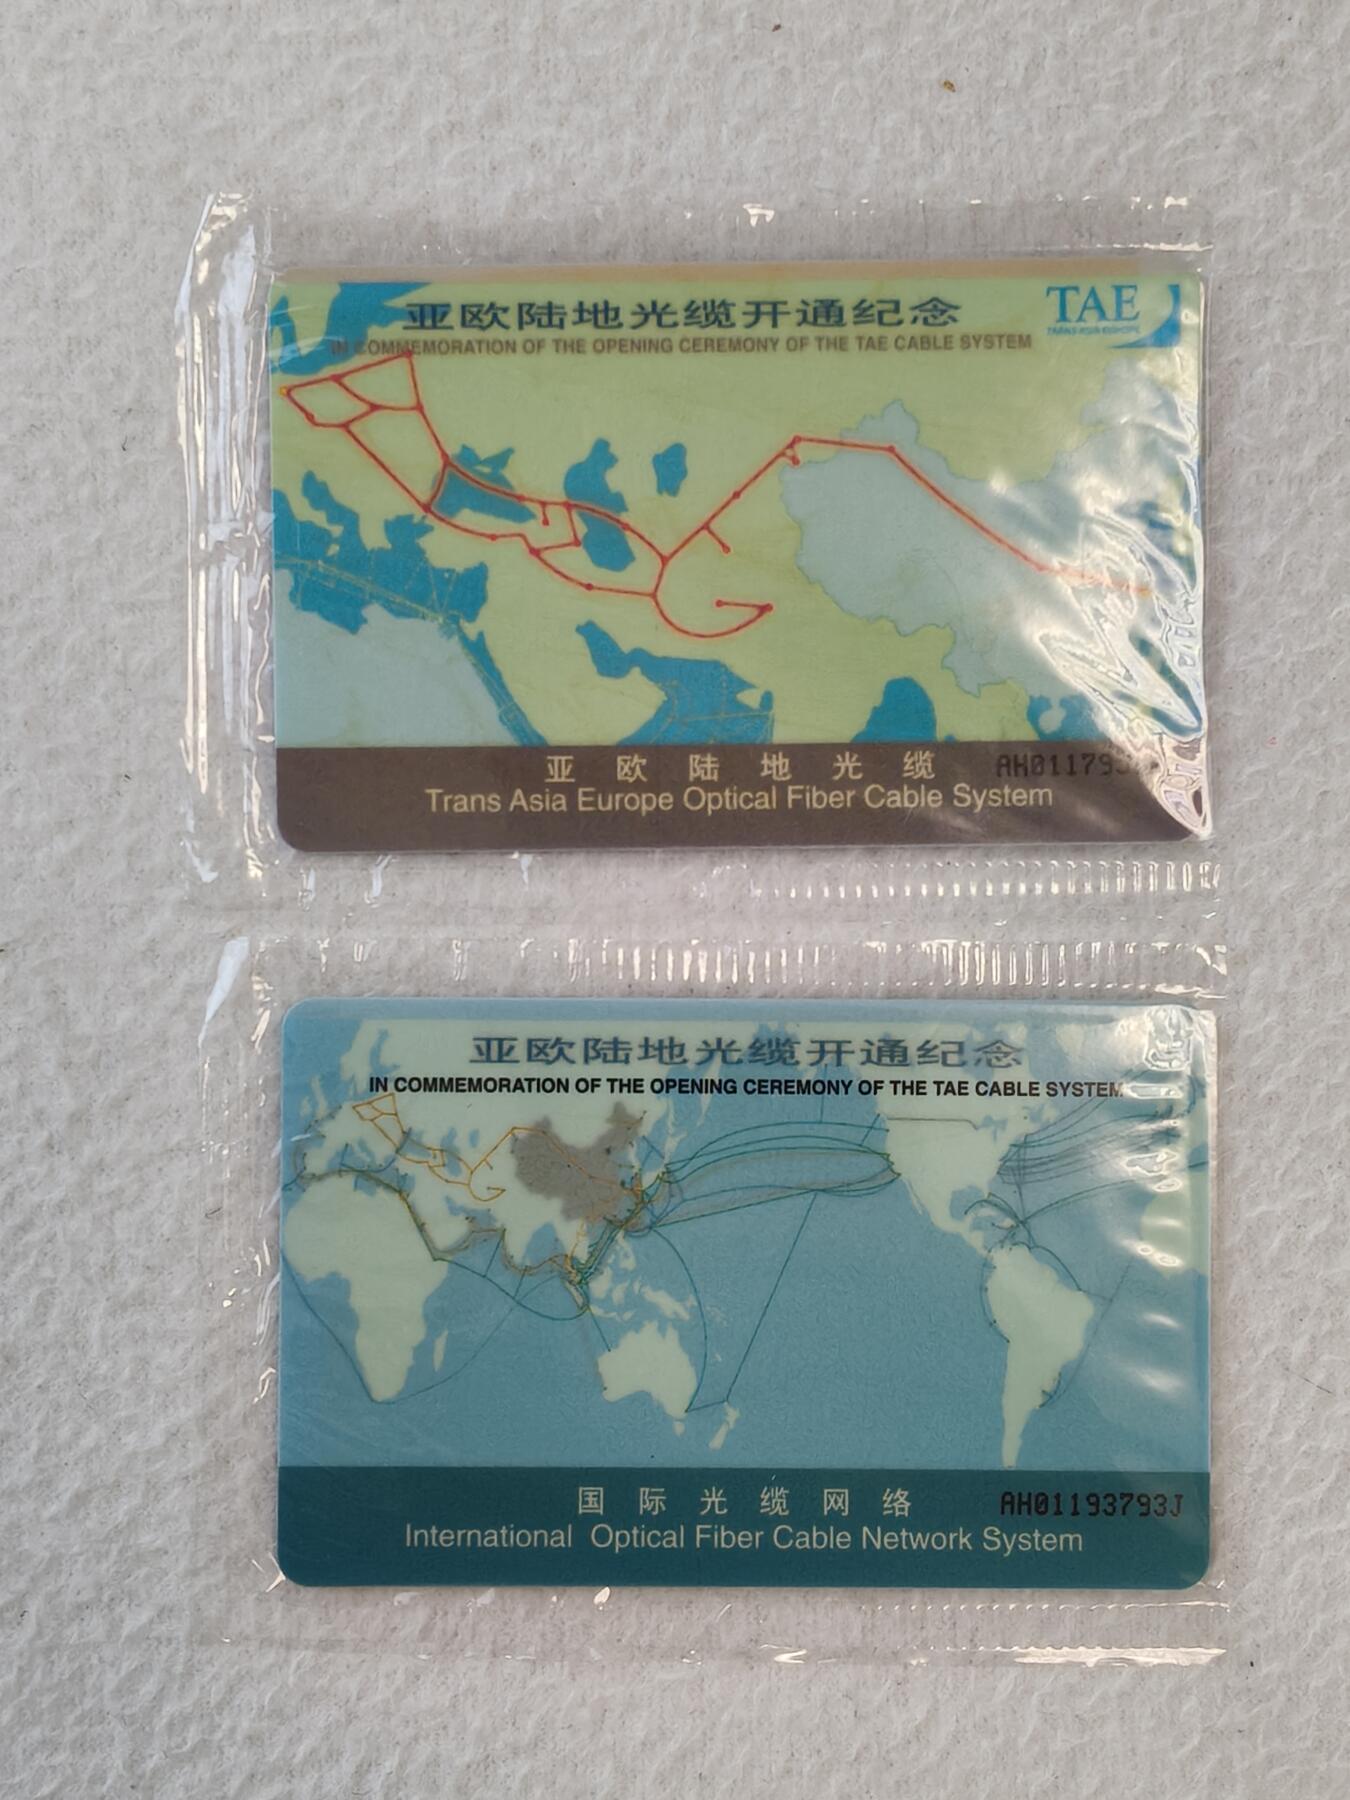 亚欧陆地光缆开通纪念
TAE
TRANS ASIA EUROPE
IN COMMEMORATION OF THE OPENING CEREMONY OF THE TAE CABLE SYSTEM
亚欧陆地光缆
Trans Asia Europe Optical Fiber Cable System
亚欧陆地光缆开通纪念
IN COMMEMORATION OF THE OPENING CEREMONY OF THE TAE CABLE SYSTEM
国际光缆网络
AH01193793J
International Optical Fiber Cable Network System